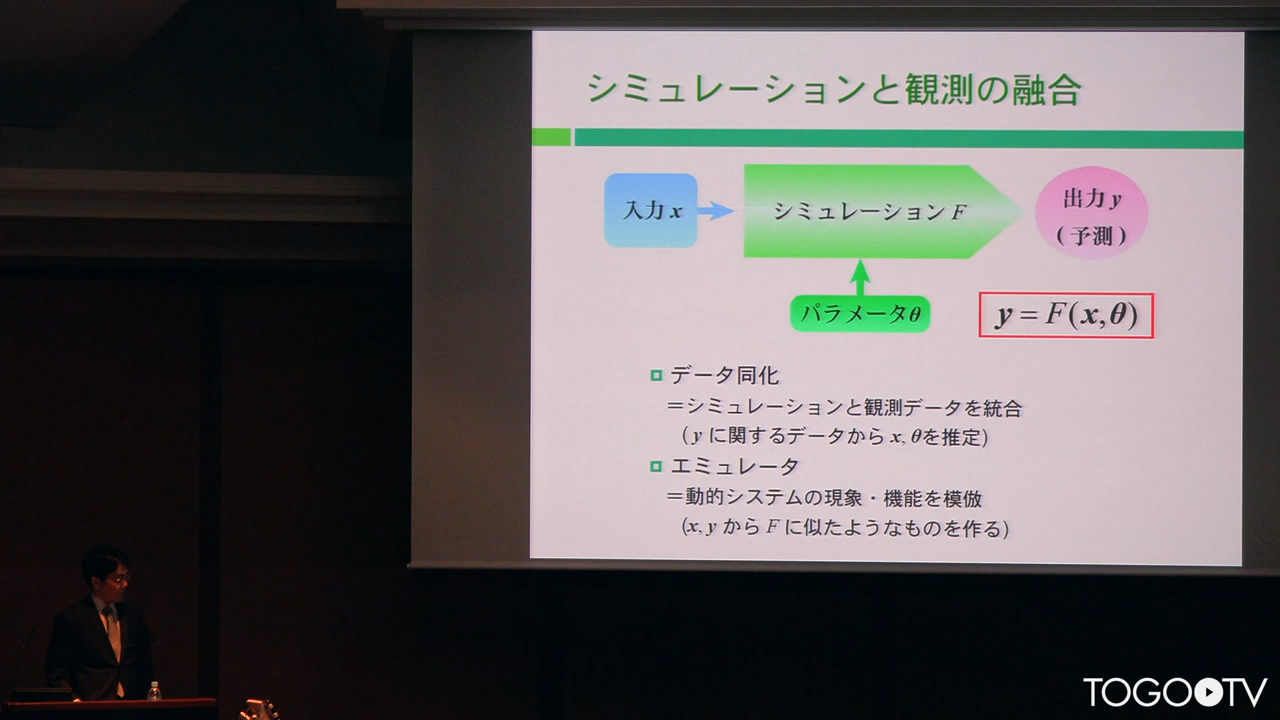 シミュレーションと観測の融合
入力 x
シミュレーション F
出力 y
(予測)
パラメータθ
y = F(x,θ)
データ同化
＝シミュレーションと観測データを統合
(y に関するデータから x, θを推定)
エミュレータ
＝動的システムの現象・機能を模倣
(x, y から F に似たようなものを作る)
TOGO TV